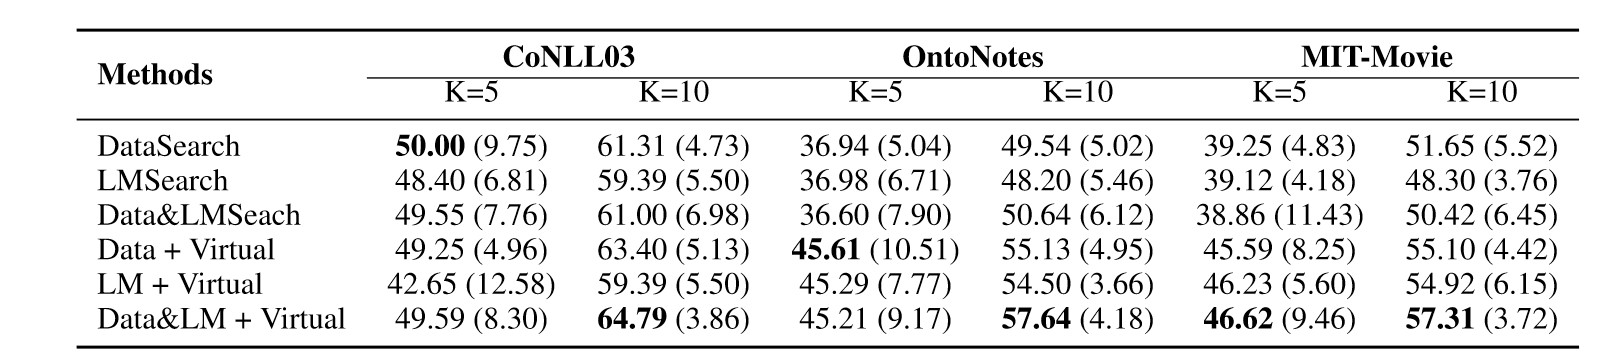 Methods CoNLL03 OntoNotes MIT-Movie
K=5 K=10 K=5 K=10 K=5 K=10
DataSearch 50.00 (9.75) 61.31 (4.73) 36.94 (5.04) 49.54 (5.02) 39.25 (4.83) 51.65 (5.52)
LMSearch 48.40 (6.81) 59.39 (5.50) 36.98 (6.71) 48.20 (5.46) 39.12 (4.18) 48.30 (3.76)
Data&LMSeach 49.55 (7.76) 61.00 (6.98) 36.60 (7.90) 50.64 (6.12) 38.86 (11.43) 50.42 (6.45)
Data + Virtual 49.25 (4.96) 63.40 (5.13) 45.61 (10.51) 55.13 (4.95) 45.59 (8.25) 55.10 (4.42)
LM + Virtual 42.65 (12.58) 59.39 (5.50) 45.29 (7.77) 54.50 (3.66) 46.23 (5.60) 54.92 (6.15)
Data&LM + Virtual 49.59 (8.30) 64.79 (3.86) 45.21 (9.17) 57.64 (4.18) 46.62 (9.46) 57.31 (3.72)